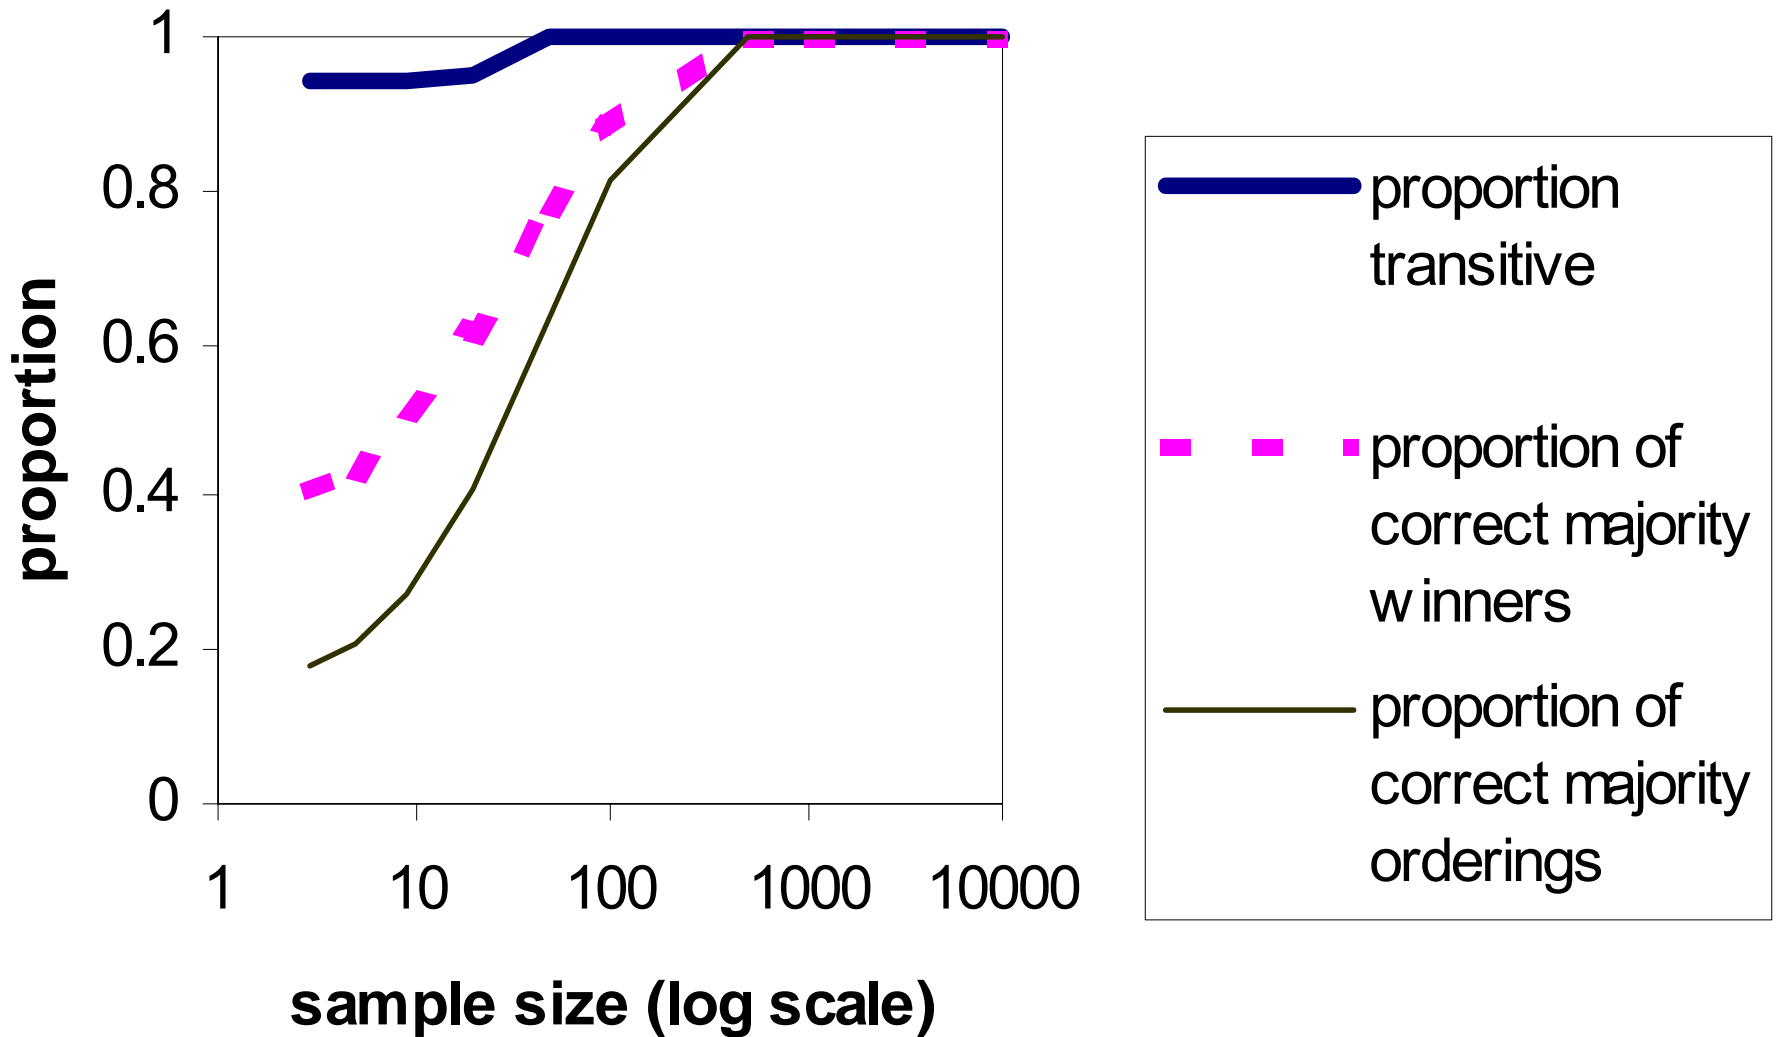 1
0.8
0.6
0.4
0.2
0
proportion
1 10 100 1000 10000
sample size (log scale)
proportion
transitive
proportion of
correct majority
winners
proportion of
correct majority
orderings